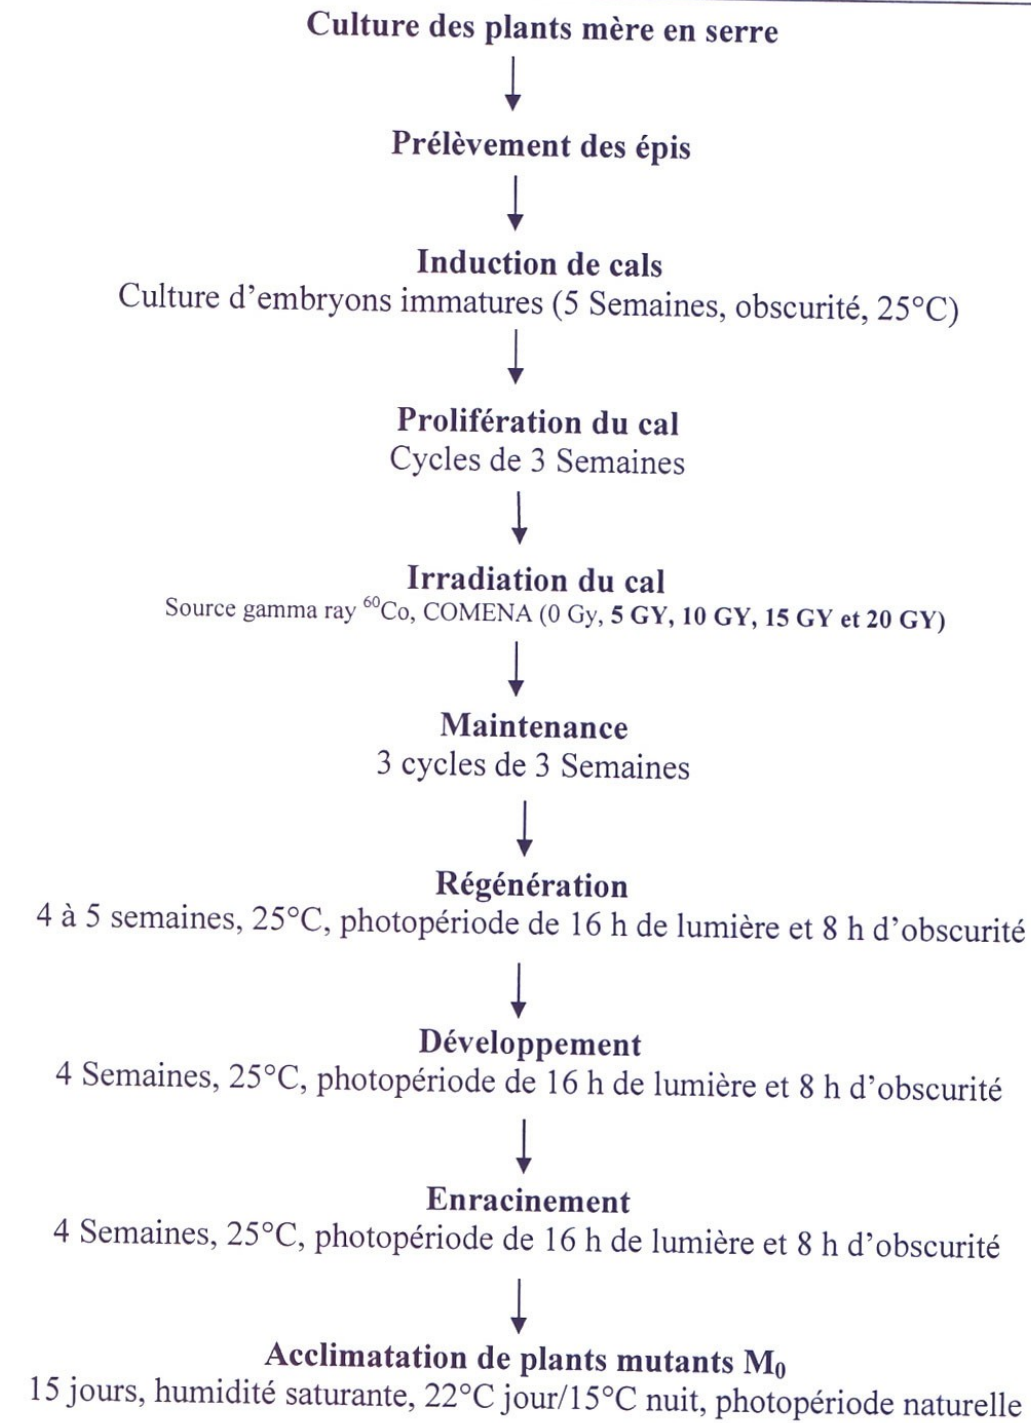 Culture des plants mère en serre
Prélèvement des épis
Induction de cals
Culture d'embryons immatures (5 Semaines, obscurité, 25°C)
Prolifération du cal
Cycles de 3 Semaines
Irradiation du cal
Source gamma ray ⁶⁰Co, COMENA (0 Gy, 5 GY, 10 GY, 15 GY et 20 GY)
Maintenance
3 cycles de 3 Semaines
Régénération
4 à 5 semaines, 25°C, photopériode de 16 h de lumière et 8 h d'obscurité
Développement
4 Semaines, 25°C, photopériode de 16 h de lumière et 8 h d'obscurité
Enracinement
4 Semaines, 25°C, photopériode de 16 h de lumière et 8 h d'obscurité
Acclimatation de plants mutants M₀
15 jours, humidité saturante, 22°C jour/15°C nuit, photopériode naturelle